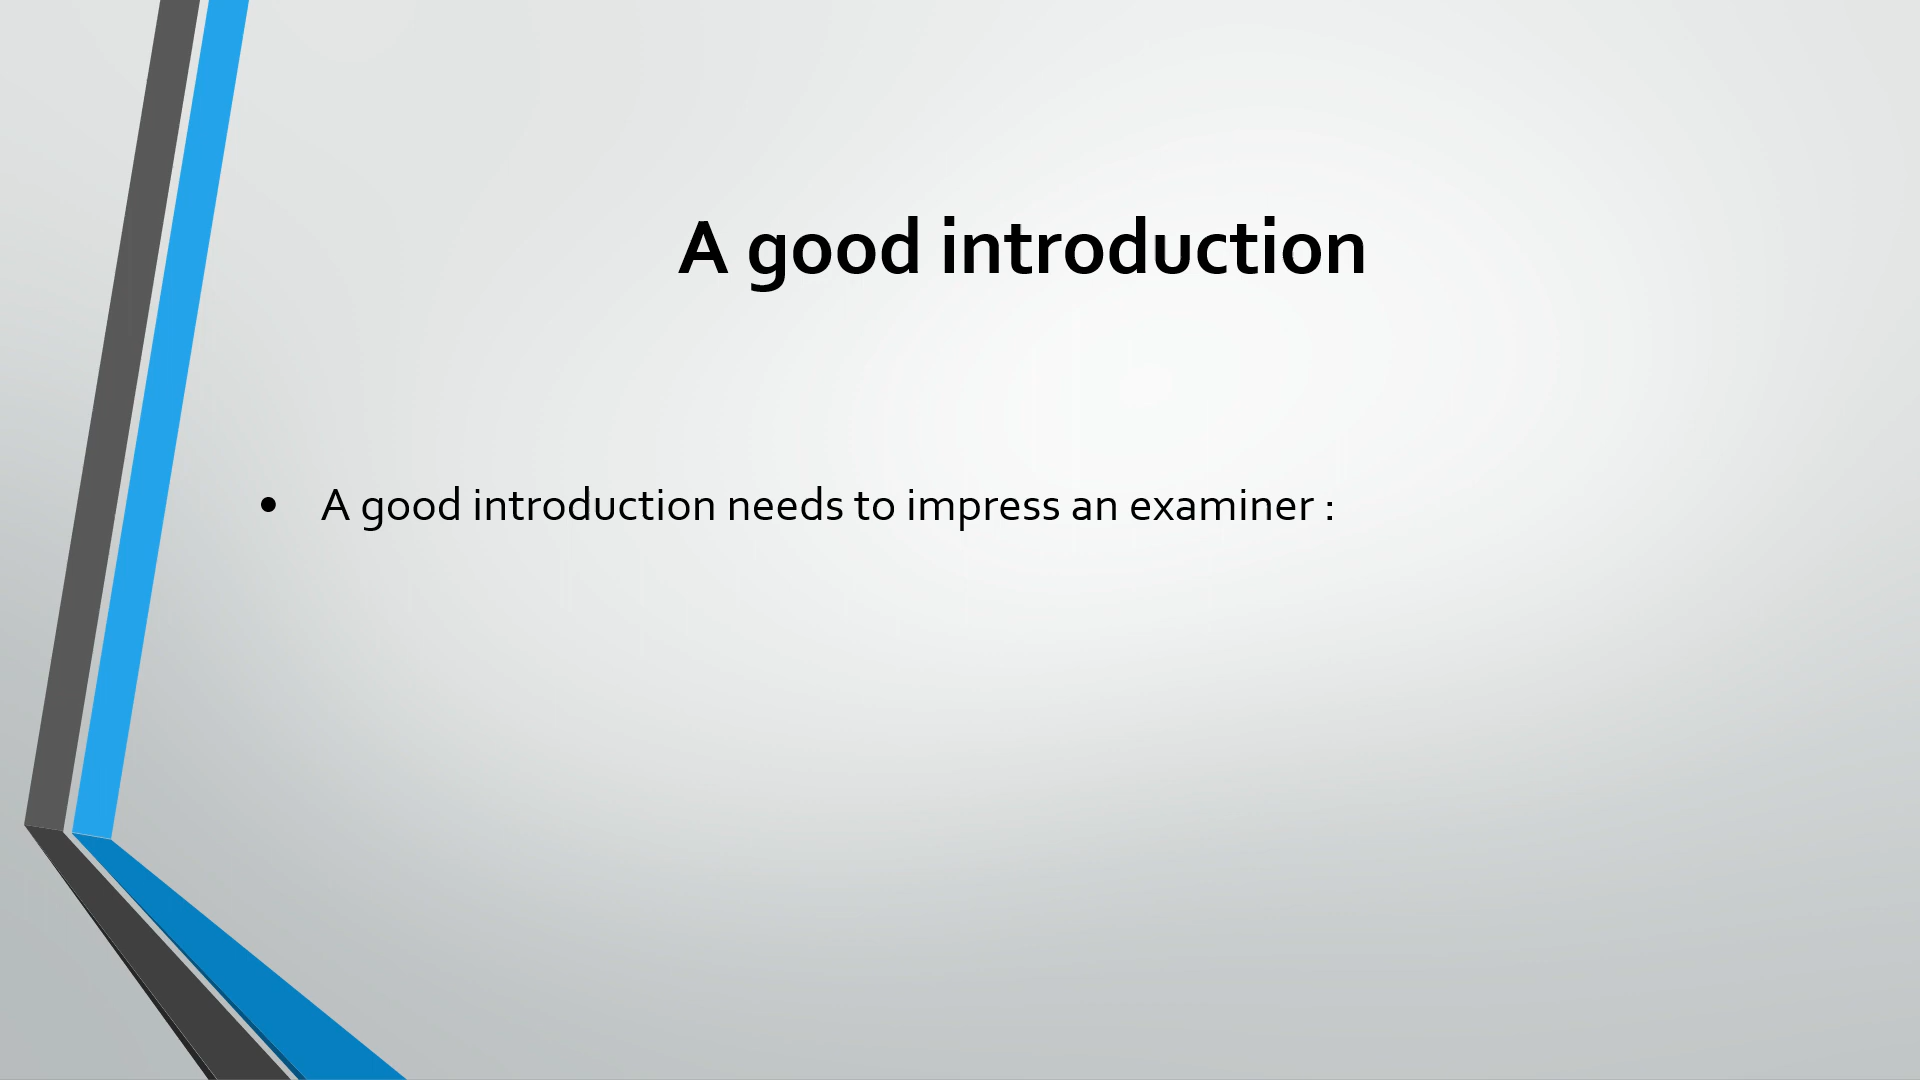 A good introduction
• A good introduction needs to impress an examiner :